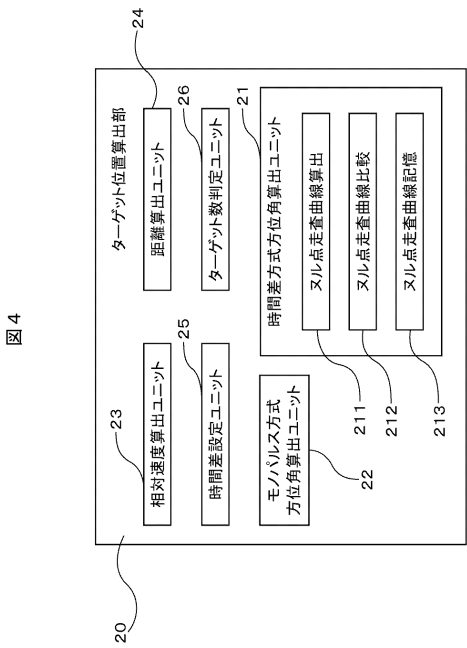 図4
20
ターゲット位置算出部
23
相対速度算出ユニット
24
距離算出ユニット
25
時間差設定ユニット
26
ターゲット数判定ユニット
22
モノパルス方式
方位角算出ユニット
21
時間差方式方位角算出ユニット
211
ヌル点走査曲線算出
212
ヌル点走査曲線比較
213
ヌル点走査曲線記憶